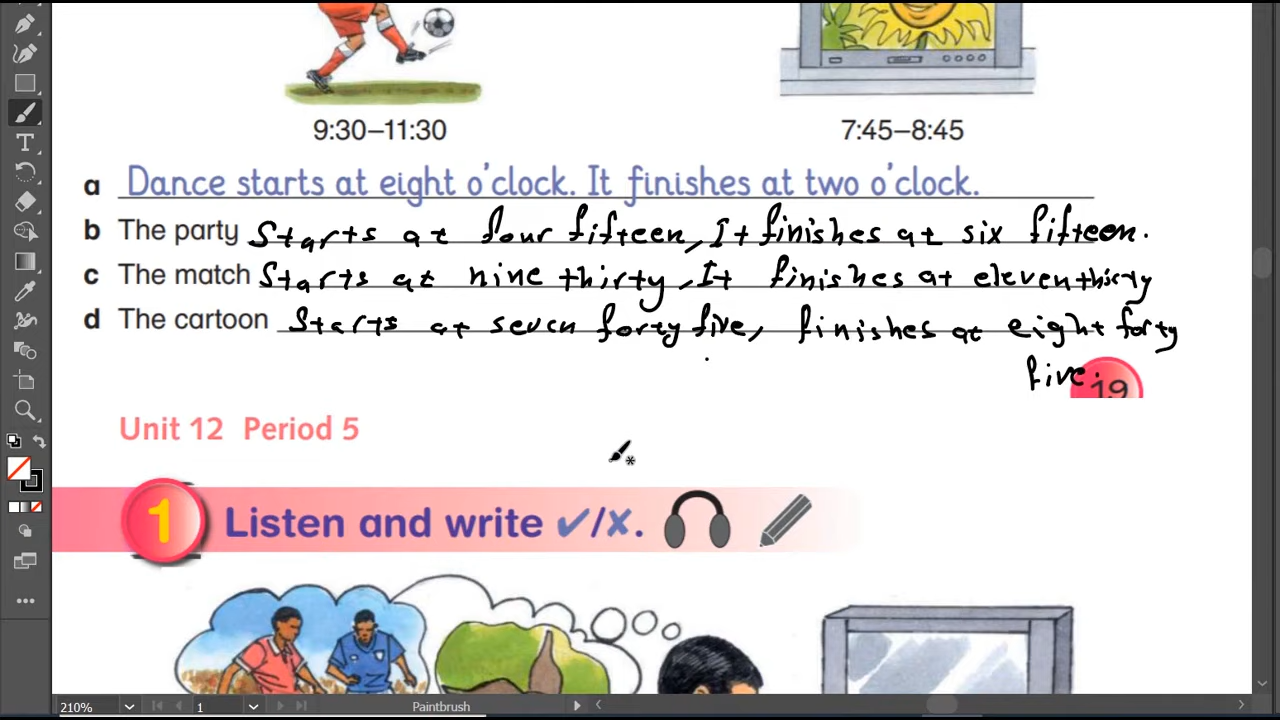 9:30–11:30
7:45–8:45
a Dance starts at eight o'clock. It finishes at two o'clock.
b The party starts at four fifteen, It finishes at six fifteen.
c The match starts at nine thirty, It finishes at eleven thirty
d The cartoon starts at seven forty five, finishes at eight forty
five.
19
Unit 12 Period 5
1 Listen and write ✓/✗.
210%
1
Paintbrush